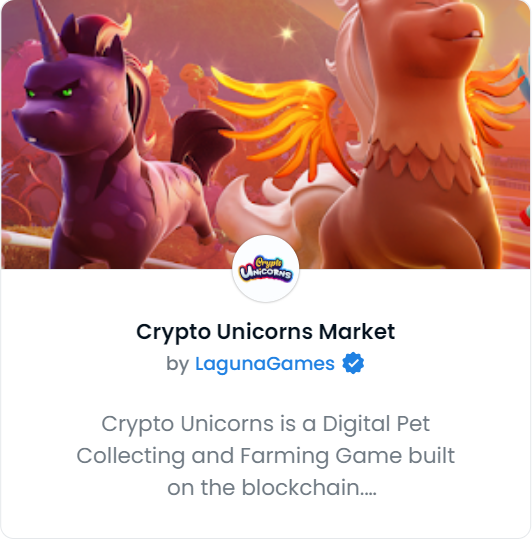 Crypto
UNICORNS
Crypto Unicorns Market
by LagunaGames
Crypto Unicorns is a Digital Pet
Collecting and Farming Game built
on the blockchain....